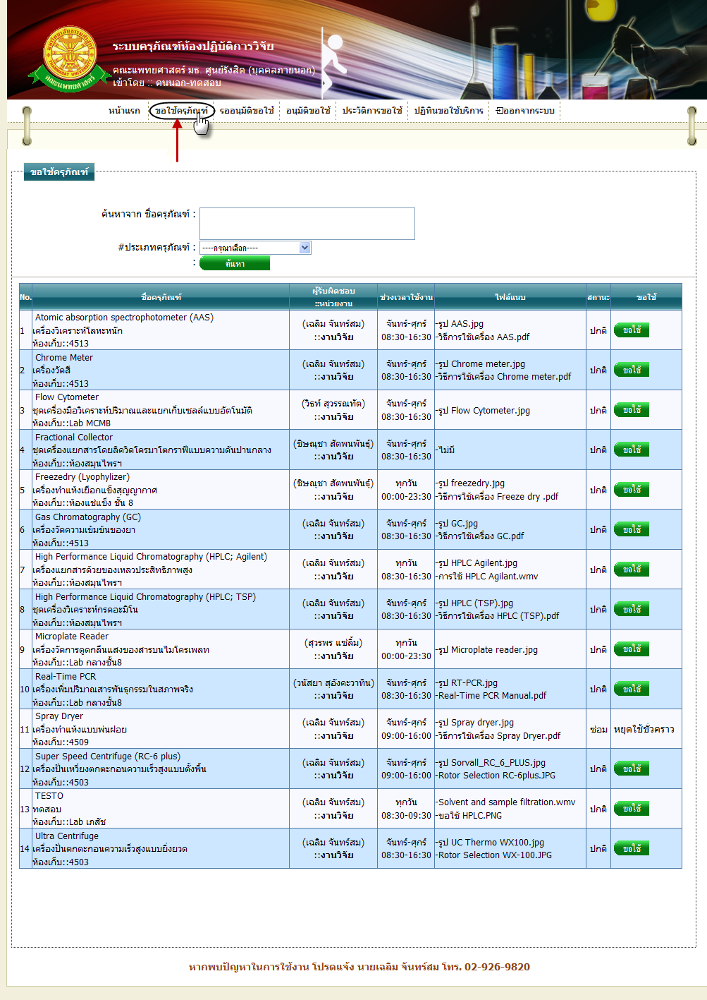 ระบบครุภัณฑ์ห้องปฏิบัติการวิจัย
คณะแพทยศาสตร์ มธ. ศูนย์รังสิต (บุคคลภายนอก)
เข้าโดย :: คนนอก-ทดสอบ
มหาวิทยาลัยธรรมศาสตร์
THAMMASAT UNIVERSITY
คณะแพทยศาสตร์
หน้าแรก ขอใช้ครุภัณฑ์ รออนุมัติขอใช้ อนุมัติขอใช้ ประวัติการขอใช้ ปฏิทินขอใช้บริการ ออกจากระบบ
ขอใช้ครุภัณฑ์
ค้นหาจาก ชื่อครุภัณฑ์ :
#ประเภทครุภัณฑ์ : ----กรุณาเลือก----
: ค้นหา
No. ชื่อครุภัณฑ์ ผู้รับผิดชอบ ::หน่วยงาน ช่วงเวลาใช้งาน ไฟล์แนบ สถานะ ขอใช้
1 Atomic absorption spectrophotometer (AAS)
เครื่องวิเคราะห์โลหะหนัก
ห้องเก็บ::4513
(เฉลิม จันทร์สม)
::งานวิจัย
จันทร์-ศุกร์
08:30-16:30
-รูป AAS.jpg
-วิธีการใช้เครื่อง AAS.pdf
ปกติ ขอใช้
2 Chrome Meter
เครื่องวัดสี
ห้องเก็บ::4513
(เฉลิม จันทร์สม)
::งานวิจัย
จันทร์-ศุกร์
08:30-16:30
-รูป Chrome meter.jpg
-วิธีการใช้เครื่อง Chrome meter.pdf
ปกติ ขอใช้
3 Flow Cytometer
ชุดเครื่องมือวิเคราะห์ปริมาณและแยกเก็บเซลล์แบบอัตโนมัติ
ห้องเก็บ::Lab MCMB
(วิธท์ สุวรรณทัต)
::งานวิจัย
จันทร์-ศุกร์
08:30-16:30
-รูป Flow Cytometer.jpg
ปกติ ขอใช้
4 Fractional Collector
ชุดเครื่องแยกสารโดยลิควิดโครมาโตกราฟีแบบความดันปานกลาง
ห้องเก็บ::ห้องสมุนไพรฯ
(ชิษณุชา สัตพนพันธุ์)
::งานวิจัย
จันทร์-ศุกร์
08:30-16:30
-ไม่มี
ปกติ ขอใช้
5 Freezedry (Lyophylizer)
เครื่องทำแห้งเยือกแข็งสุญญากาศ
ห้องเก็บ::ห้องแช่แข็ง ชั้น 8
(ชิษณุชา สัตพนพันธุ์)
::งานวิจัย
ทุกวัน
00:00-23:30
-รูป freezedry.jpg
-วิธีการใช้เครื่อง Freeze dry .pdf
ปกติ ขอใช้
6 Gas Chromatography (GC)
เครื่องวัดความเข้มข้นของยา
ห้องเก็บ::4513
(เฉลิม จันทร์สม)
::งานวิจัย
จันทร์-ศุกร์
08:30-16:30
-รูป GC.jpg
-วิธีการใช้เครื่อง GC.pdf
ปกติ ขอใช้
7 High Performance Liquid Chromatography (HPLC; Agilent)
เครื่องแยกสารด้วยของเหลวประสิทธิภาพสูง
ห้องเก็บ::ห้องสมุนไพรฯ
(เฉลิม จันทร์สม)
::งานวิจัย
ทุกวัน
08:30-16:30
-รูป HPLC Agilent.jpg
-การใช้ HPLC Agilant.wmv
ปกติ ขอใช้
8 High Performance Liquid Chromatography (HPLC; TSP)
ชุดเครื่องวิเคราะห์กรดอะมิโน
ห้องเก็บ::ห้องสมุนไพรฯ
(เฉลิม จันทร์สม)
::งานวิจัย
จันทร์-ศุกร์
08:30-16:30
-รูป HPLC (TSP).jpg
-วิธีการใช้เครื่อง HPLC (TSP).pdf
ปกติ ขอใช้
9 Microplate Reader
เครื่องวัดการดูดกลืนแสงของสารบนไมโครเพลท
ห้องเก็บ::Lab กลางชั้น8
(สุวรพร แซ่ลิ้ม)
::งานวิจัย
ทุกวัน
00:00-23:30
-รูป Microplate reader.jpg
ปกติ ขอใช้
10 Real-Time PCR
เครื่องเพิ่มปริมาณสารพันธุกรรมในสภาพจริง
ห้องเก็บ::Lab กลางชั้น8
(วนัสยา สุอังคะวาทิน)
::งานวิจัย
จันทร์-ศุกร์
08:30-16:30
-รูป RT-PCR.jpg
-Real-Time PCR Manual.pdf
ปกติ ขอใช้
11 Spray Dryer
เครื่องทำแห้งแบบพ่นฝอย
ห้องเก็บ::4509
(เฉลิม จันทร์สม)
::งานวิจัย
จันทร์-ศุกร์
09:00-16:00
-รูป Spray dryer.jpg
-วิธีการใช้เครื่อง Spray Dryer.pdf
ซ่อม หยุดใช้ชั่วคราว
12 Super Speed Centrifuge (RC-6 plus)
เครื่องปั่นเหวี่ยงตกตะกอนความเร็วสูงแบบตั้งพื้น
ห้องเก็บ::4503
(เฉลิม จันทร์สม)
::งานวิจัย
จันทร์-ศุกร์
09:00-16:00
-รูป Sorvall_RC_6_PLUS.jpg
-Rotor Selection RC-6plus.JPG
ปกติ ขอใช้
13 TESTO
ทดสอบ
ห้องเก็บ::Lab เภสัช
(เฉลิม จันทร์สม)
::งานวิจัย
ทุกวัน
08:30-09:30
-Solvent and sample filtration.wmv
-ขอใช้ HPLC.PNG
ปกติ ขอใช้
14 Ultra Centrifuge
เครื่องปั่นตกตะกอนความเร็วสูงแบบยิ่งยวด
ห้องเก็บ::4503
(เฉลิม จันทร์สม)
::งานวิจัย
จันทร์-ศุกร์
08:30-16:30
-รูป UC Thermo WX100.jpg
-Rotor Selection WX-100.JPG
ปกติ ขอใช้
หากพบปัญหาในการใช้งาน โปรดแจ้ง นายเฉลิม จันทร์สม โทร. 02-926-9820